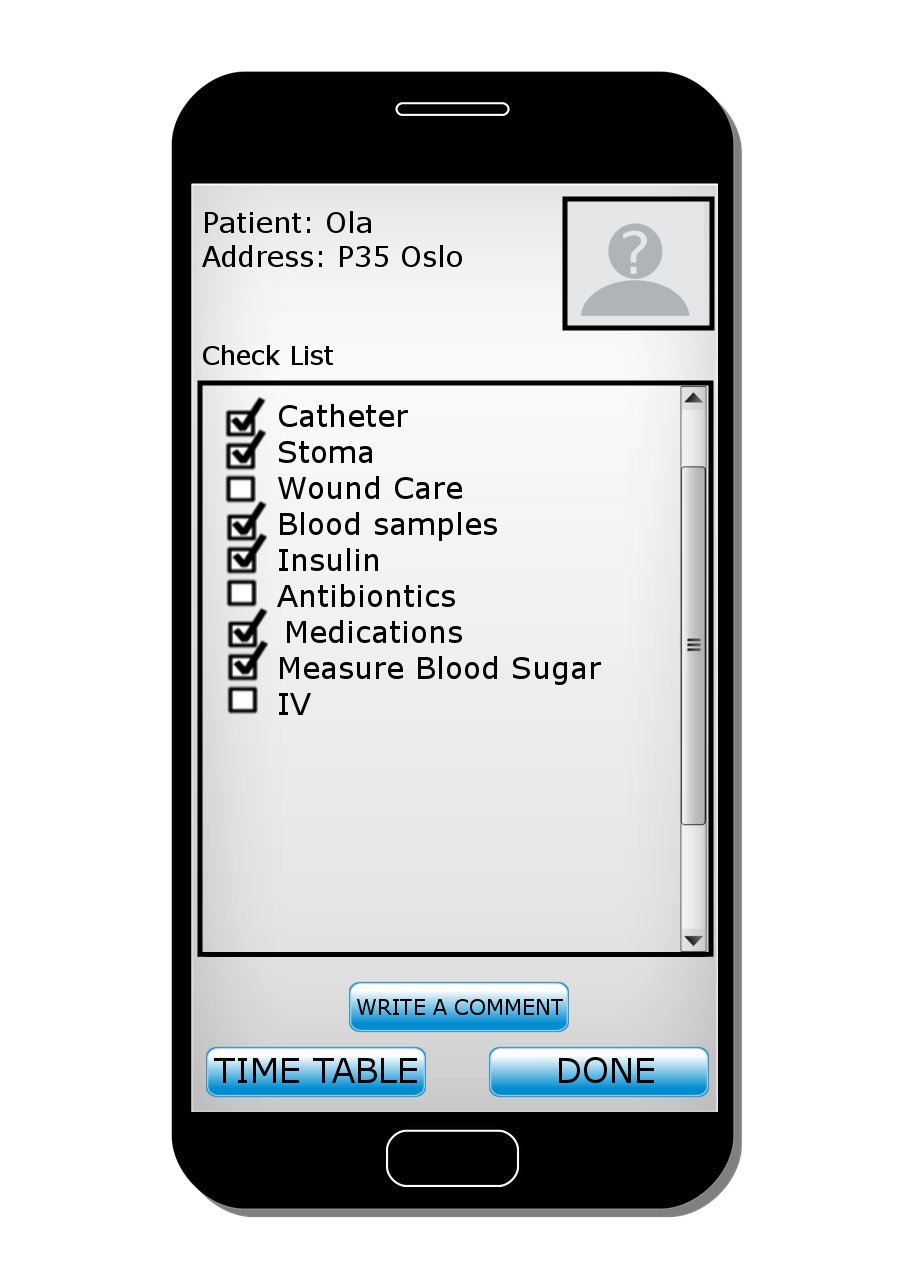 Patient: Ola
Address: P35 Oslo
?
Check List
Catheter
Stoma
Wound Care
Blood samples
Insulin
Antibiontics
Medications
Measure Blood Sugar
IV
WRITE A COMMENT
TIME TABLE
DONE